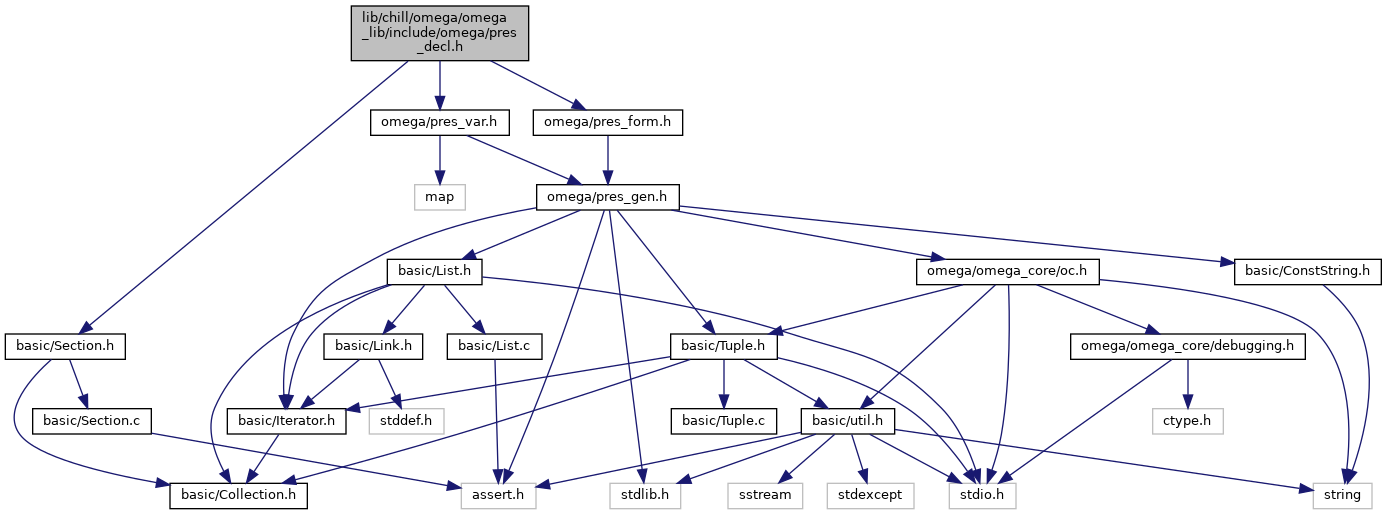 lib/chill/omega/omega
_lib/include/omega/pres
_decl.h
omega/pres_var.h
omega/pres_form.h
map
omega/pres_gen.h
basic/List.h
omega/omega_core/oc.h
basic/ConstString.h
basic/Section.h
basic/Link.h
basic/List.c
basic/Tuple.h
omega/omega_core/debugging.h
basic/Section.c
basic/Iterator.h
stddef.h
basic/Tuple.c
basic/util.h
ctype.h
basic/Collection.h
assert.h
stdlib.h
sstream
stdexcept
stdio.h
string